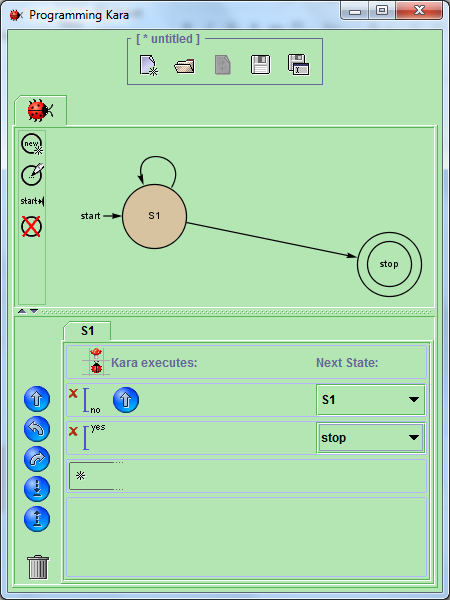 Programming Kara
[ * untitled ]
new
start
start
S1
stop
S1
Kara executes:
Next State:
no
S1
yes
stop